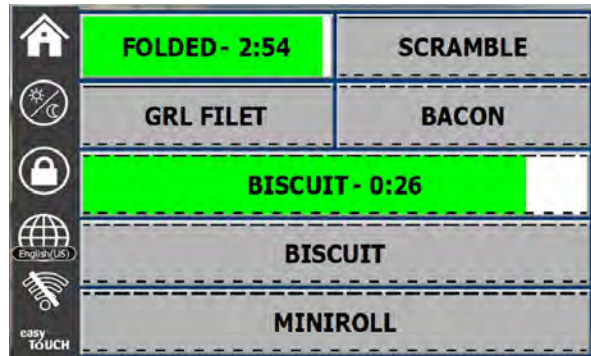 FOLDED - 2:54
SCRAMBLE
GRL FILET
BACON
BISCUIT - 0:26
English(US)
BISCUIT
easy
TOUCH
MINIROLL